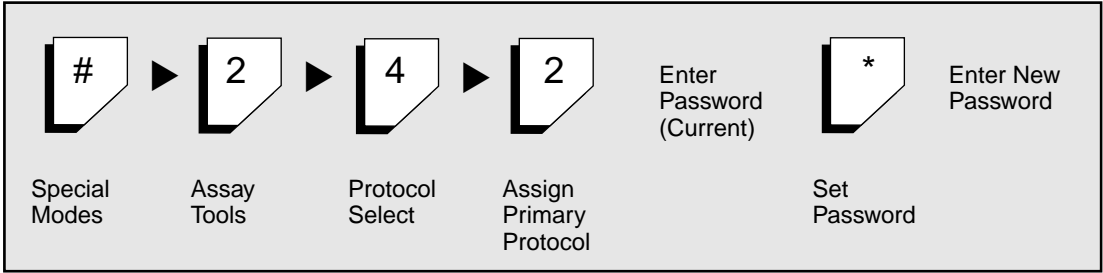 #
2
4
2
Enter
Password
(Current)
*
Enter New
Password
Special
Modes
Assay
Tools
Protocol
Select
Assign
Primary
Protocol
Set
Password